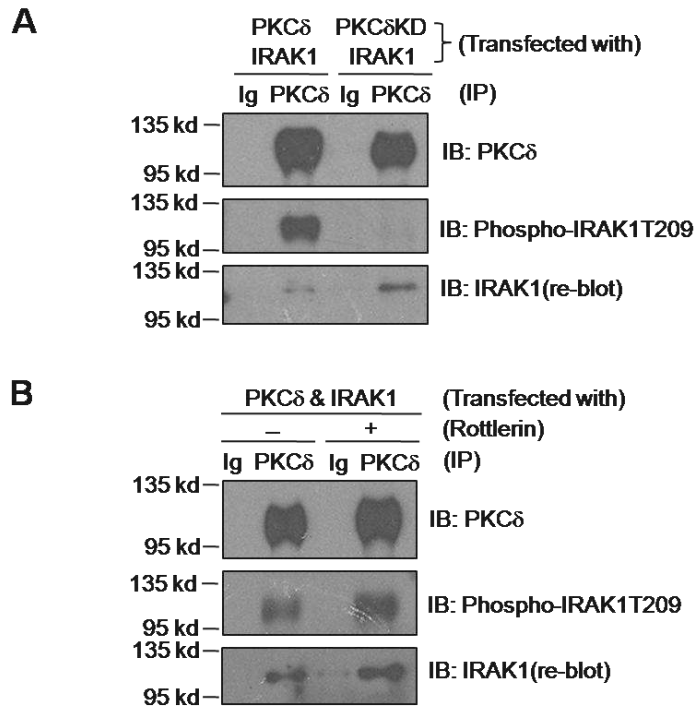 A
PKCδ PKCδKD
IRAK1 IRAK1
(Transfected with)
Ig PKCδ Ig PKCδ (IP)
135 kd
95 kd
IB: PKCδ
135 kd
95 kd
IB: Phospho-IRAK1T209
135 kd
95 kd
IB: IRAK1(re-blot)
B
PKCδ & IRAK1 (Transfected with)
– + (Rottlerin)
Ig PKCδ Ig PKCδ (IP)
135 kd
95 kd
IB: PKCδ
135 kd
95 kd
IB: Phospho-IRAK1T209
135 kd
95 kd
IB: IRAK1(re-blot)